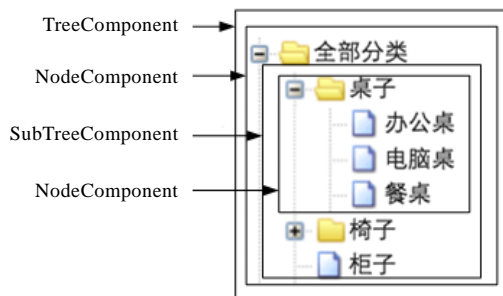 TreeComponent
全部分类
NodeComponent
桌子
办公桌
SubTreeComponent
电脑桌
NodeComponent
餐桌
椅子
柜子